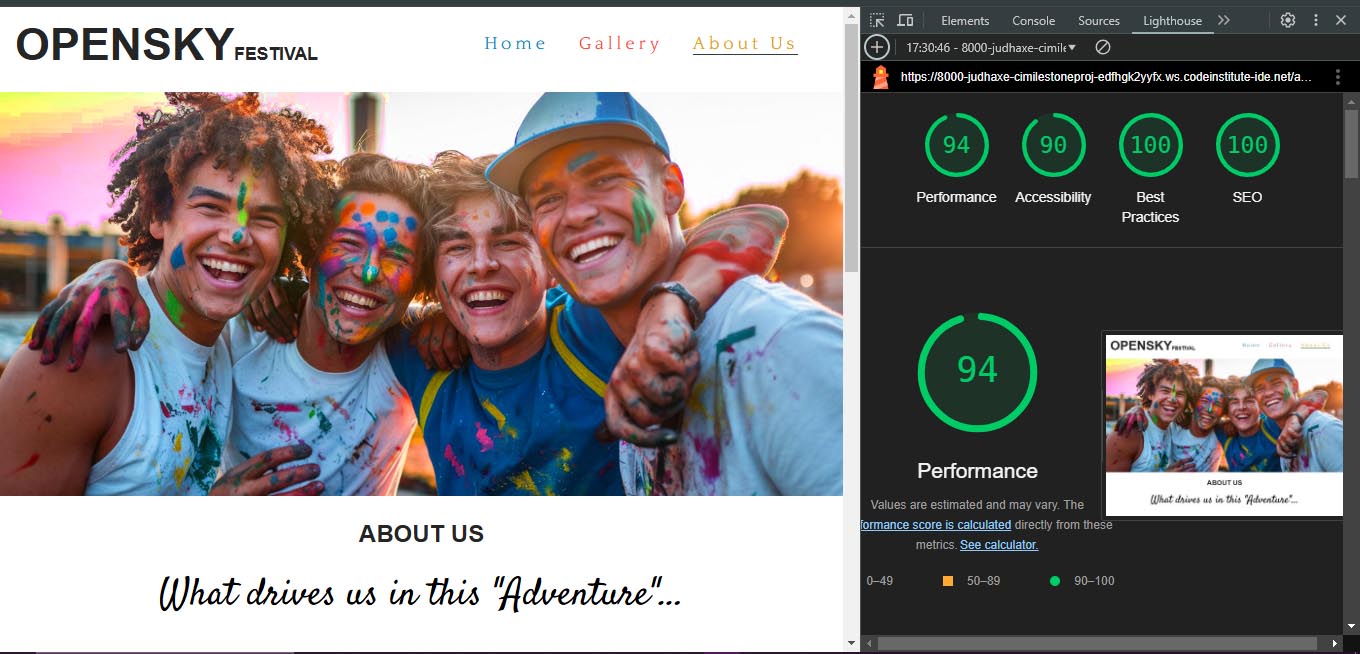 OPENSKYFESTIVAL
Home Gallery About Us
ABOUT US
What drives us in this "Adventure"...
Elements Console Sources Lighthouse
17:30:46 - 8000-judhaxe-cimile
https://8000-judhaxe-cimilestoneproj-edfhgk2yyfx.ws.codeinstitute-ide.net/a...
94 90 100 100
Performance Accessibility Best Practices SEO
94
Performance
Values are estimated and may vary. The
formance score is calculated directly from these
metrics. See calculator.
0–49 50–89 90–100
OPENSKYFESTIVAL Home Gallery About Us
ABOUT US
What drives us in this "Adventure"...